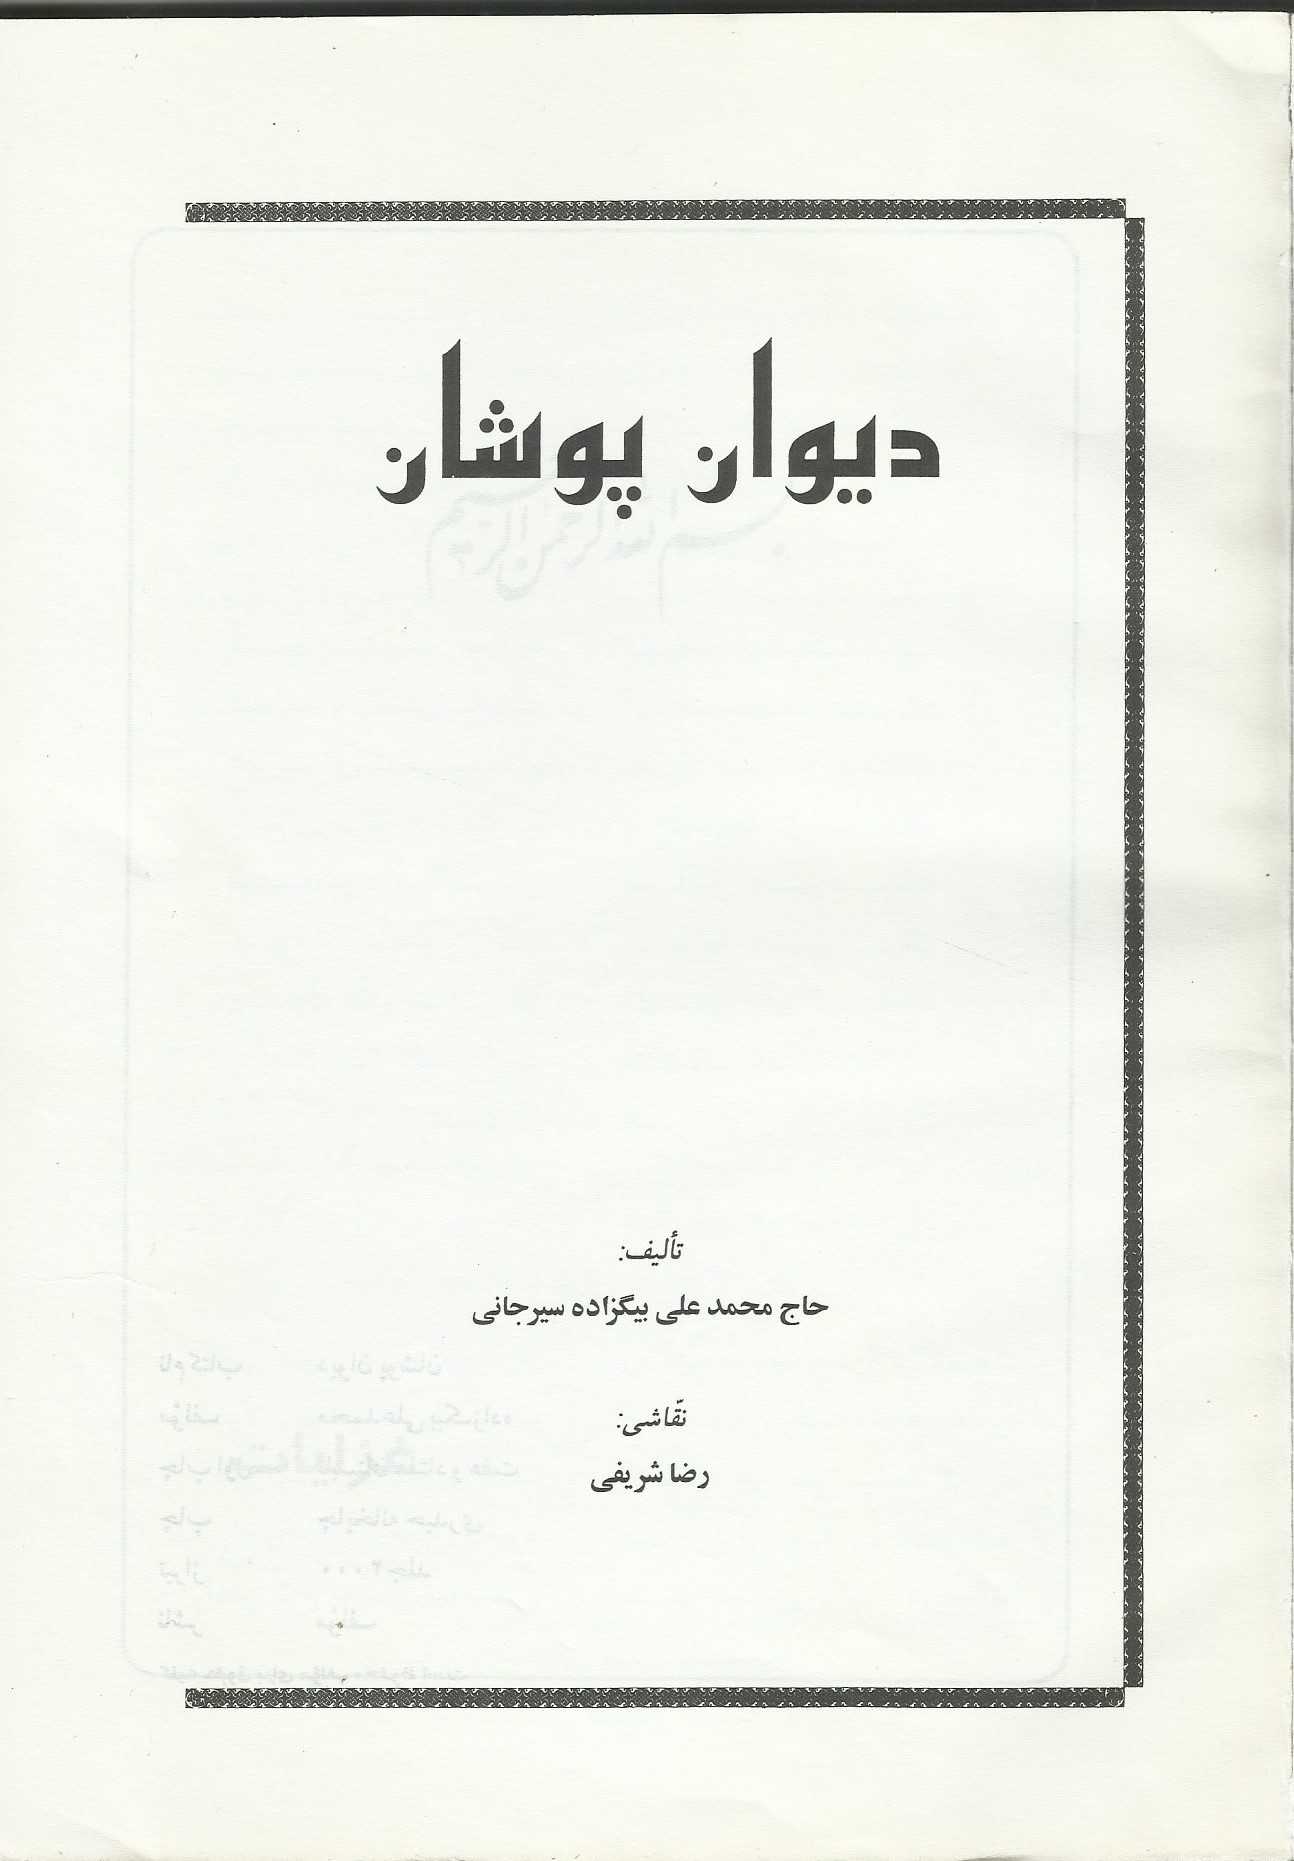 دیوان پوشان
تألیف:
حاج محمد علی بیگزاده سیرجانی
نقّاشی:
رضا شریفی